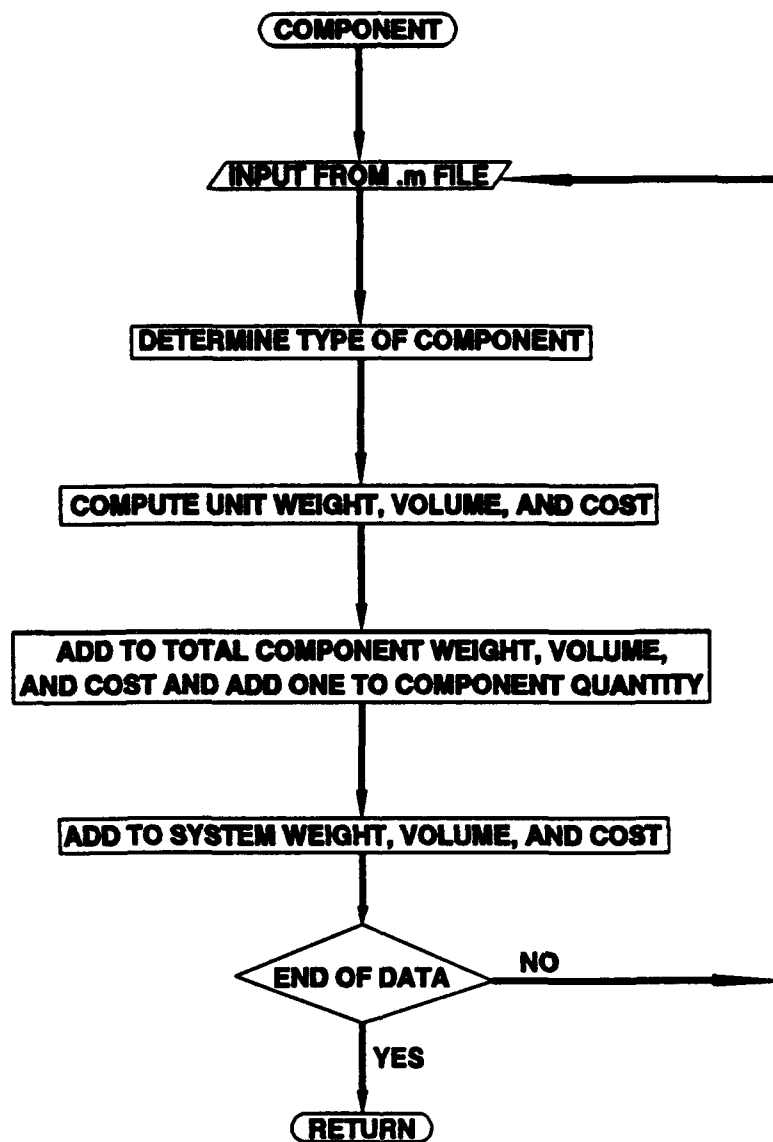 COMPONENT
INPUT FROM .m FILE
DETERMINE TYPE OF COMPONENT
COMPUTE UNIT WEIGHT, VOLUME, AND COST
ADD TO TOTAL COMPONENT WEIGHT, VOLUME,
AND COST AND ADD ONE TO COMPONENT QUANTITY
ADD TO SYSTEM WEIGHT, VOLUME, AND COST
END OF DATA
NO
YES
RETURN